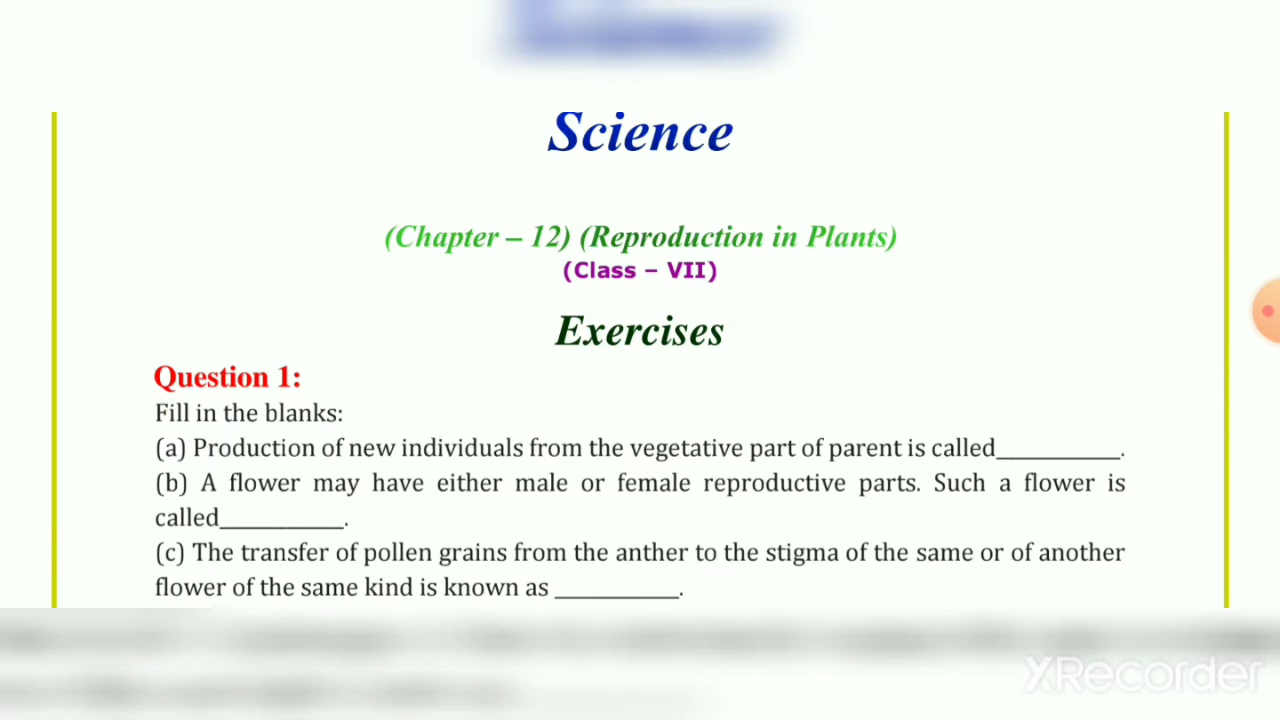 Science
(Chapter – 12) (Reproduction in Plants)
(Class – VII)
Exercises
Question 1:
Fill in the blanks:
(a) Production of new individuals from the vegetative part of parent is called___________.
(b) A flower may have either male or female reproductive parts. Such a flower is
called___________.
(c) The transfer of pollen grains from the anther to the stigma of the same or of another
flower of the same kind is known as ___________.
XRecorder